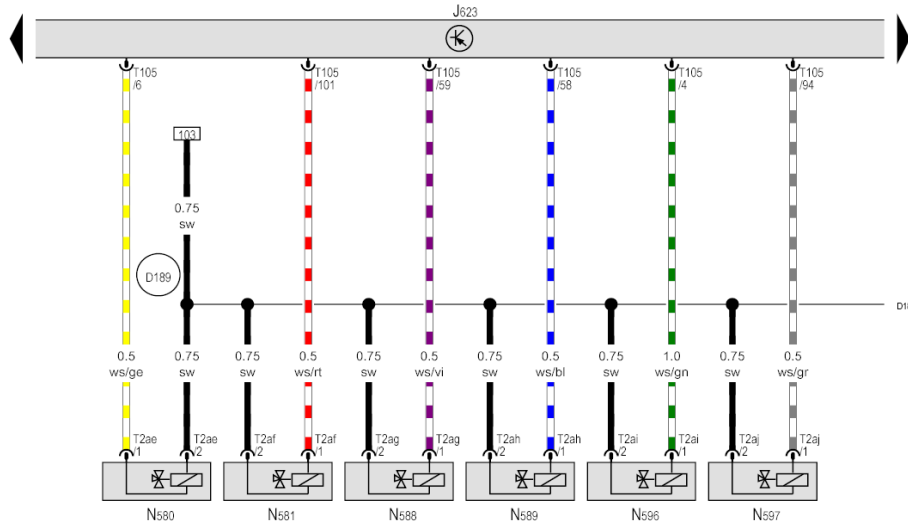 J623
T105 T105 T105 T105 T105 T105
/6 /101 /59 /58 /4 /94
103
0.75
sw
D189
0.5 0.75 0.75 0.5 0.75 0.5 0.75 0.5 0.75 1.0 0.75 0.5
ws/ge sw sw ws/rt sw ws/vi sw ws/bl sw ws/gn sw ws/gr
T2ae T2ae T2af T2af T2ag T2ag T2ah T2ah T2ai T2ai T2aj T2aj
/1 /2 /2 /1 /2 /1 /2 /1 /2 /1 /2 /1
N580 N581 N588 N589 N596 N597